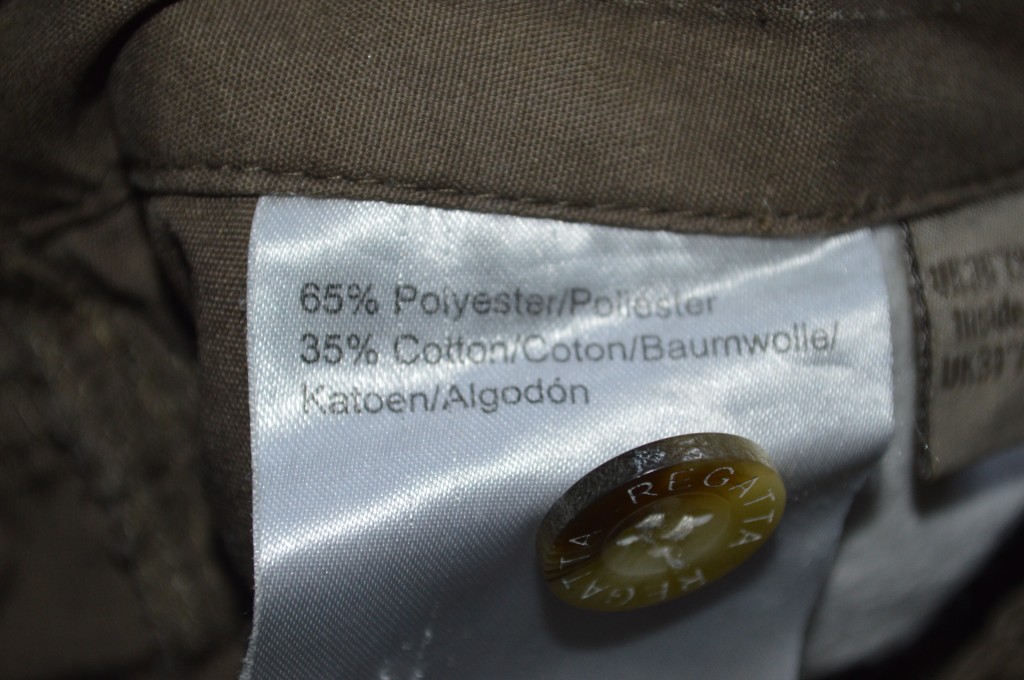 65% Polyester/Poliéster
35% Cotton/Coton/Baumwolle/
Katoen/Algodón
REGATTA
REGATTA